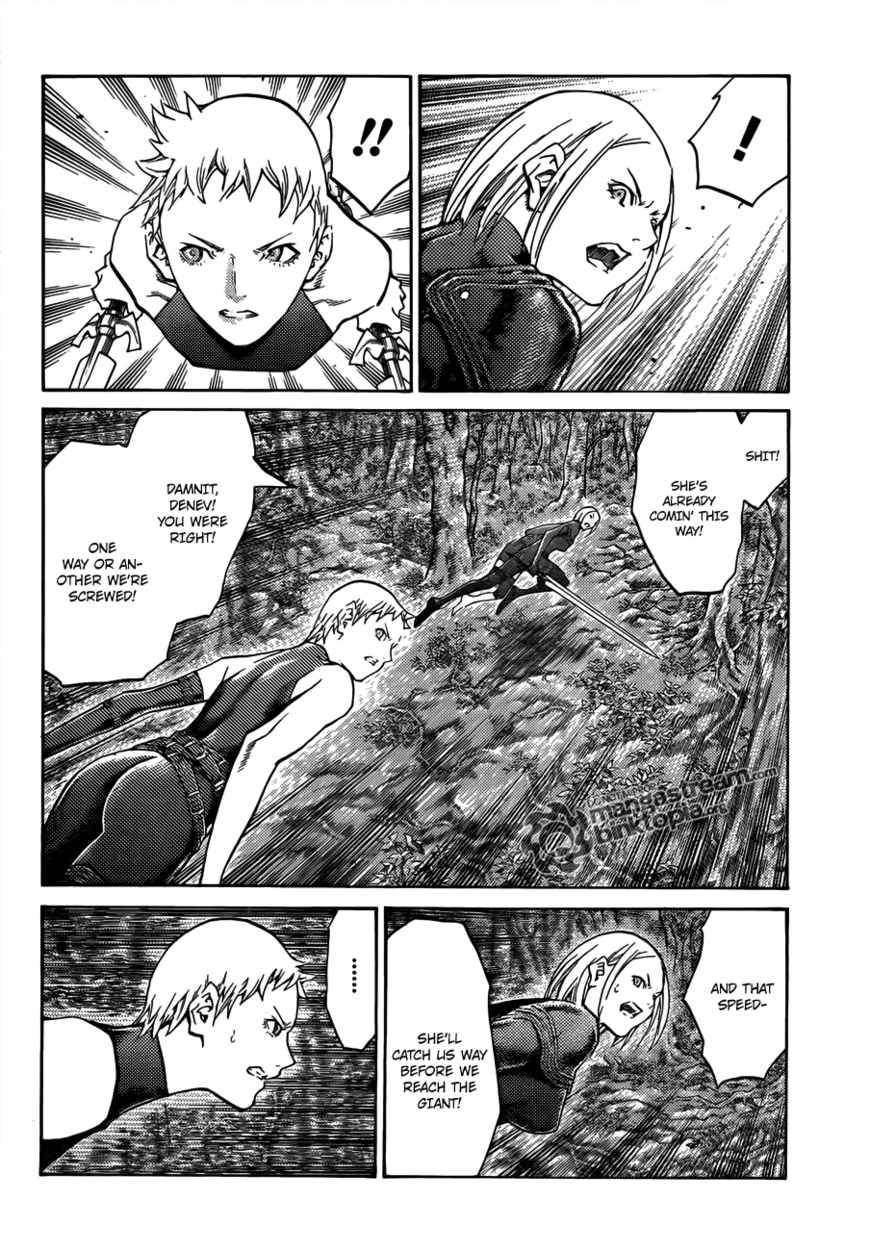 !
!!
SHIT!
SHE'S
ALREADY
COMIN' THIS
WAY!
DAMNIT,
DENEV!
YOU WERE
RIGHT!
ONE
WAY OR AN-
OTHER WE'RE
SCREWED!
mangastream.com
binktopia
AND THAT
SPEED-
SHE'LL
CATCH US WAY
BEFORE WE
REACH THE
GIANT!
........